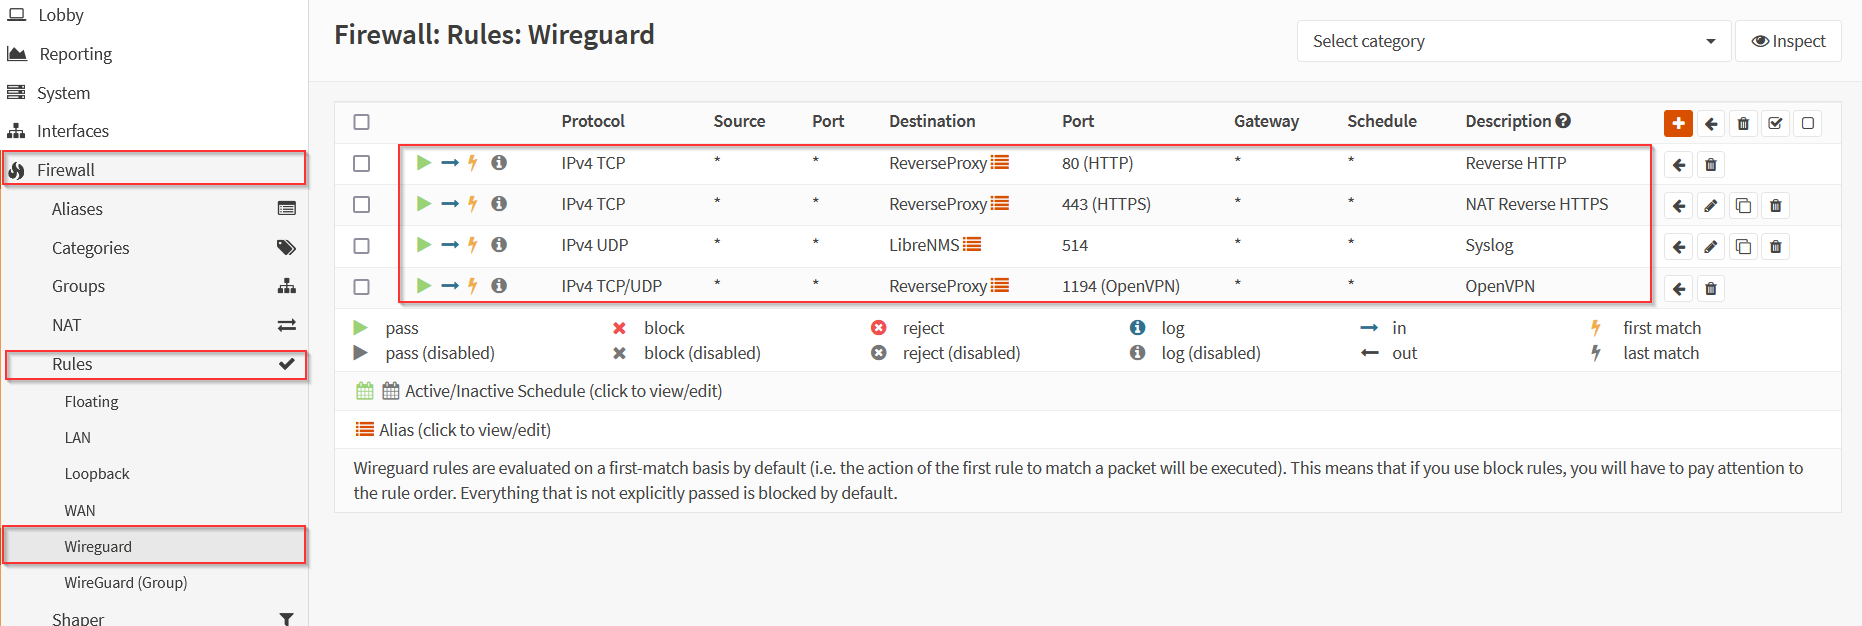 Lobby
Reporting
System
Interfaces
Firewall
Aliases
Categories
Groups
NAT
Rules
Floating
LAN
Loopback
WAN
Wireguard
WireGuard (Group)
Shaper
Firewall: Rules: Wireguard
Select category
Inspect
Protocol Source Port Destination Port Gateway Schedule Description
IPv4 TCP * * ReverseProxy 80 (HTTP) * * Reverse HTTP
IPv4 TCP * * ReverseProxy 443 (HTTPS) * * NAT Reverse HTTPS
IPv4 UDP * * LibreNMS 514 * * Syslog
IPv4 TCP/UDP * * ReverseProxy 1194 (OpenVPN) * * OpenVPN
pass block reject log in first match
pass (disabled) block (disabled) reject (disabled) log (disabled) out last match
Active/Inactive Schedule (click to view/edit)
Alias (click to view/edit)
Wireguard rules are evaluated on a first-match basis by default (i.e. the action of the first rule to match a packet will be executed). This means that if you use block rules, you will have to pay attention to
the rule order. Everything that is not explicitly passed is blocked by default.